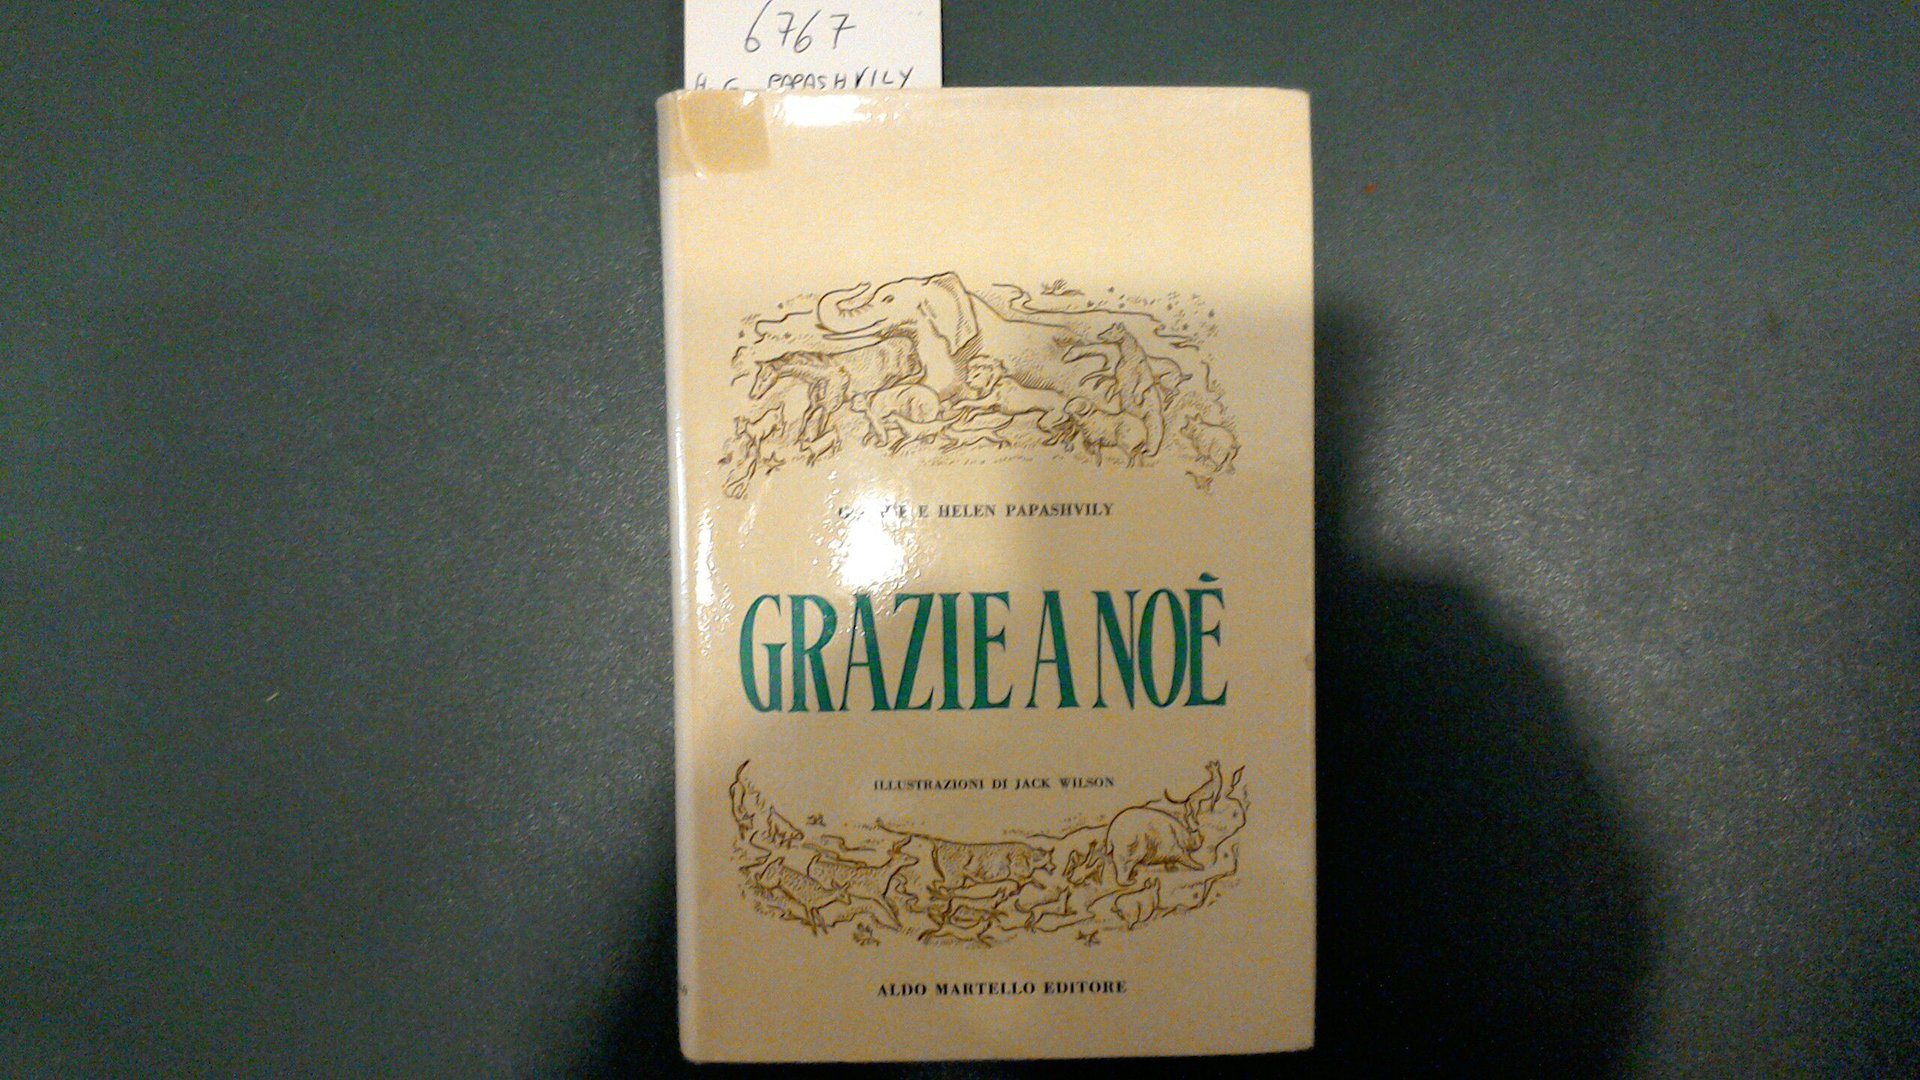 6767
PAPASHVILY
E HELEN PAPASHVILY
GRAZIE A NOÈ
ILLUSTRAZIONI DI JACK WILSON
ALDO MARTELLO EDITORE